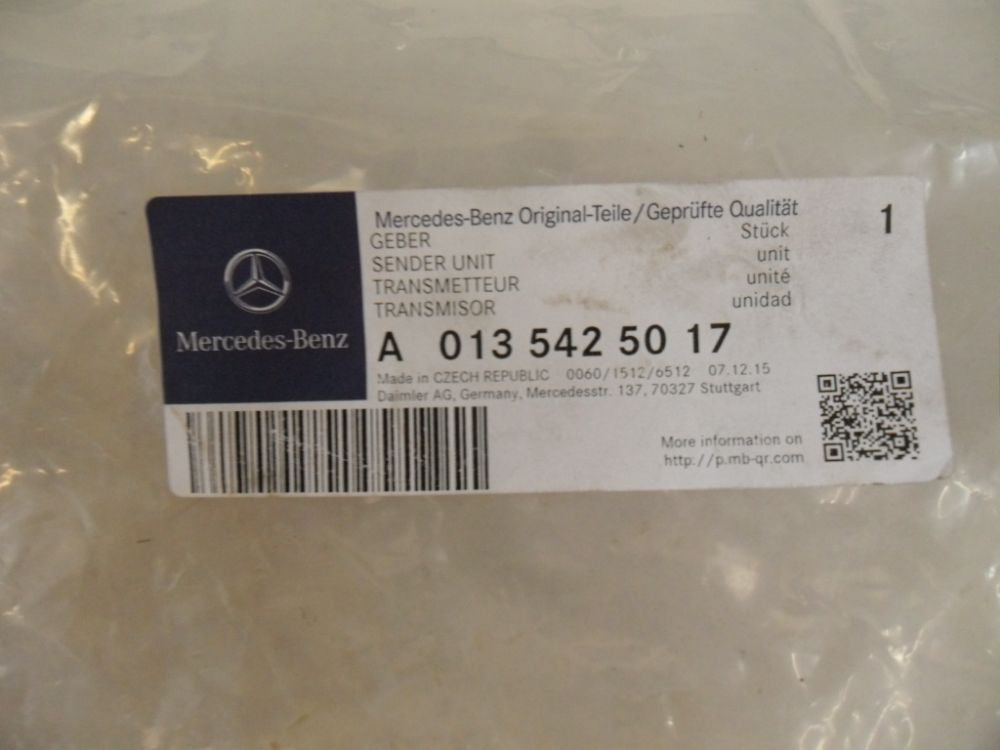 Mercedes-Benz
Mercedes-Benz Original-Teile/Geprüfte Qualität
GEBER
SENDER UNIT
TRANSMETTEUR
TRANSMISOR
Stück
unit
unité
unidad
1
A 013 542 50 17
Made in CZECH REPUBLIC 0060/1512/6512 07.12.15
Daimler AG, Germany, Mercedesstr. 137, 70327 Stuttgart
More information on
http://p.mb-qr.com